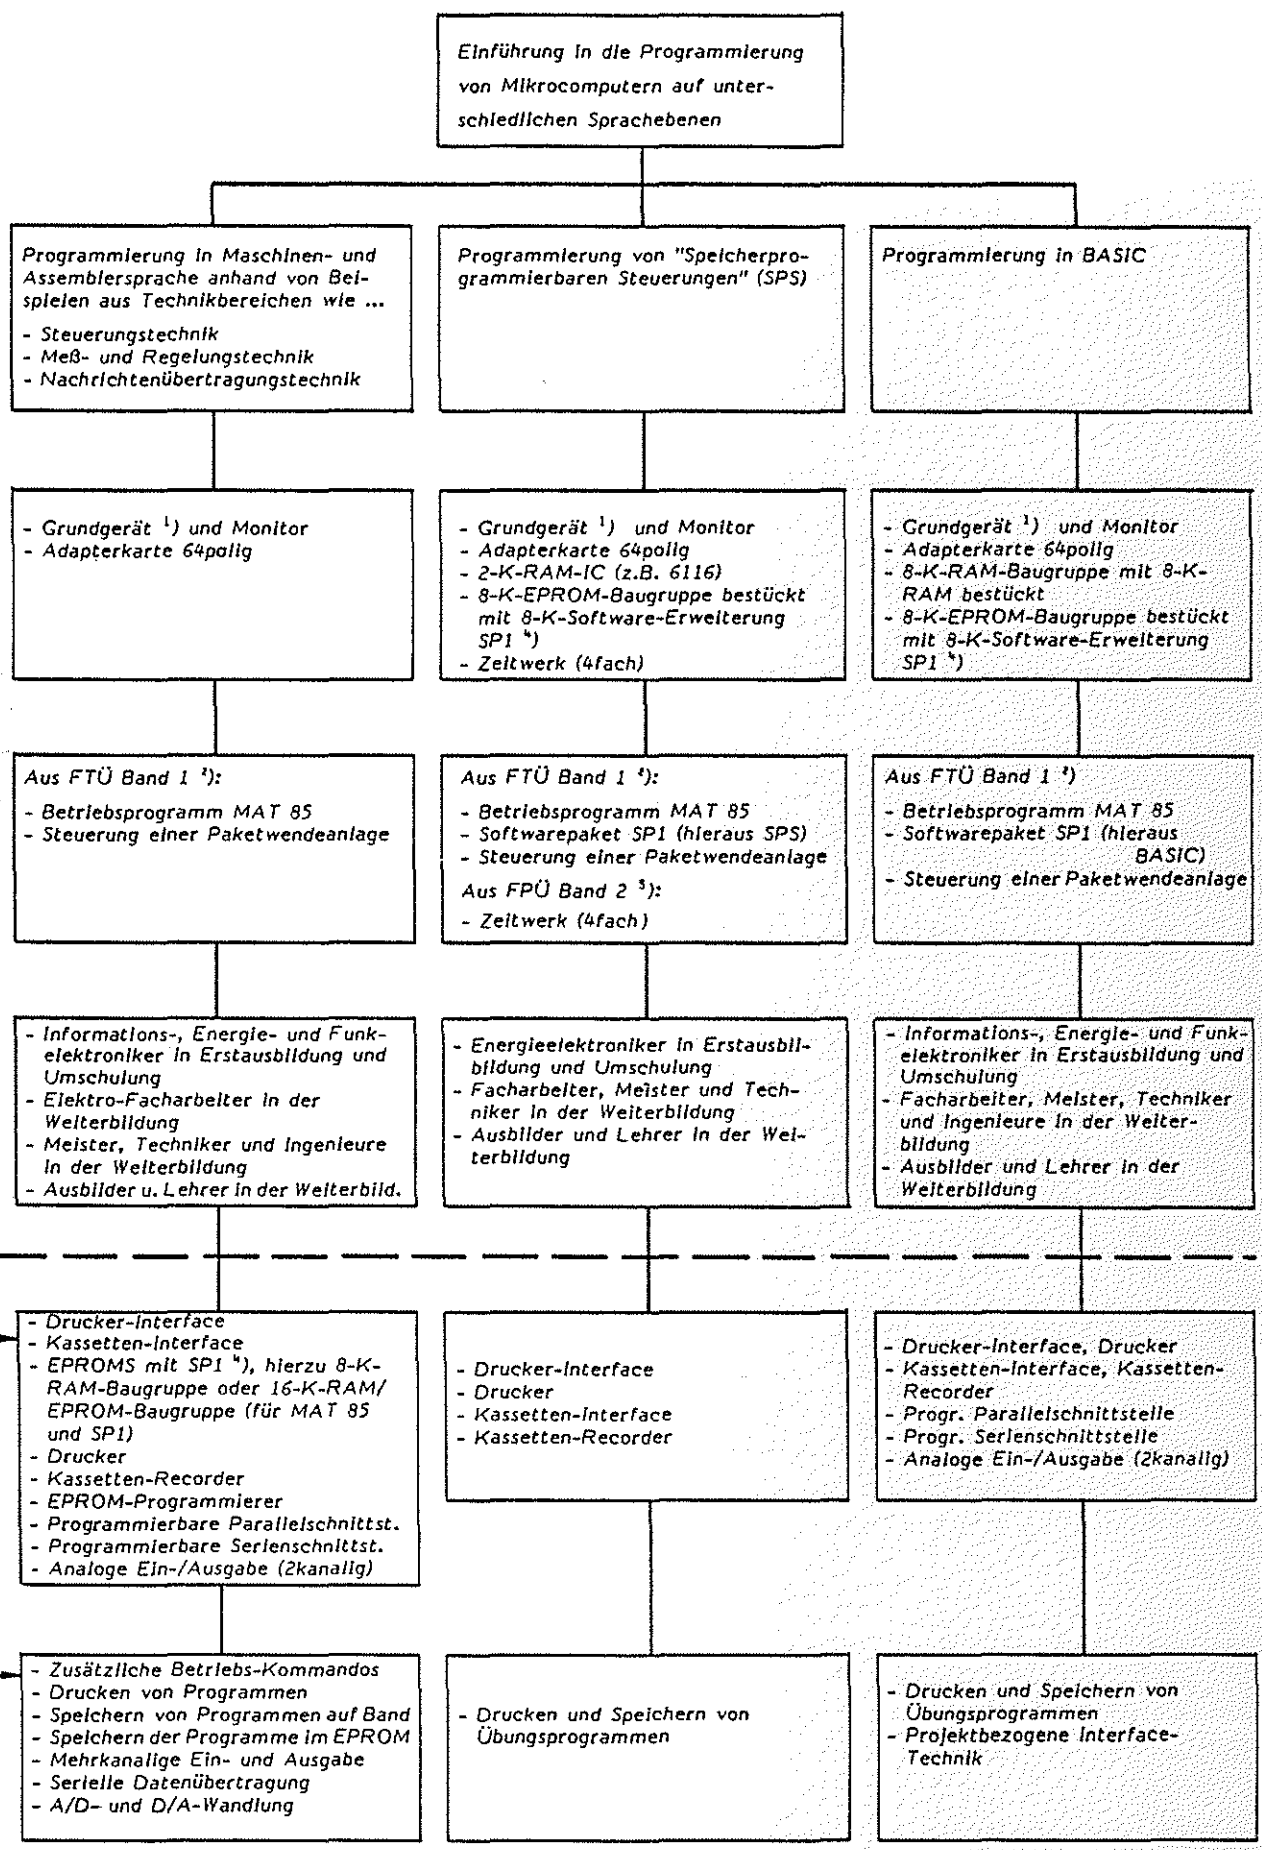 Einführung in die Programmierung
von Mikrocomputern auf unter-
schiedlichen Sprachebenen
Programmierung in Maschinen- und
Assemblersprache anhand von Bei-
spielen aus Technikbereichen wie ...
- Steuerungstechnik
- Meß- und Regelungstechnik
- Nachrichtenübertragungstechnik
Programmierung von "Speicherpro-
grammierbaren Steuerungen" (SPS)
Programmierung in BASIC
- Grundgerät ¹) und Monitor
- Adapterkarte 64polig
- Grundgerät ¹) und Monitor
- Adapterkarte 64polig
- 2-K-RAM-IC (z.B. 6116)
- 8-K-EPROM-Baugruppe bestückt
mit 8-K-Software-Erweiterung
SP1 ⁴)
- Zeitwerk (4fach)
- Grundgerät ¹) und Monitor
- Adapterkarte 64polig
- 8-K-RAM-Baugruppe mit 8-K-
RAM bestückt
- 8-K-EPROM-Baugruppe bestückt
mit 8-K-Software-Erweiterung
SP1 ⁴)
Aus FTÜ Band 1 ²):
- Betriebsprogramm MAT 85
- Steuerung einer Paketwendeanlage
Aus FTÜ Band 1 ²):
- Betriebsprogramm MAT 85
- Softwarepaket SP1 (hieraus SPS)
- Steuerung einer Paketwendeanlage
Aus FPÜ Band 2 ³):
- Zeitwerk (4fach)
Aus FTÜ Band 1 ²)
- Betriebsprogramm MAT 85
- Softwarepaket SP1 (hieraus
BASIC)
- Steuerung einer Paketwendeanlage
- Informations-, Energie- und Funk-
elektroniker in Erstausbildung und
Umschulung
- Elektro-Facharbeiter in der
Weiterbildung
- Meister, Techniker und Ingenieure
in der Weiterbildung
- Ausbilder u. Lehrer in der Weiterbild.
- Energieelektroniker in Erstausbil-
bildung und Umschulung
- Facharbeiter, Meister und Tech-
niker in der Weiterbildung
- Ausbilder und Lehrer in der Wei-
terbildung
- Informations-, Energie- und Funk-
elektroniker in Erstausbildung und
Umschulung
- Facharbeiter, Meister, Techniker
und Ingenieure in der Weiter-
bildung
- Ausbilder und Lehrer in der
Weiterbildung
- Drucker-Interface
- Kassetten-Interface
- EPROMS mit SP1 ⁴), hierzu 8-K-
RAM-Baugruppe oder 16-K-RAM/
EPROM-Baugruppe (für MAT 85
und SP1)
- Drucker
- Kassetten-Recorder
- EPROM-Programmierer
- Programmierbare Parallelschnittst.
- Programmierbare Serienschnittst.
- Analoge Ein-/Ausgabe (2kanalig)
- Drucker-Interface
- Drucker
- Kassetten-Interface
- Kassetten-Recorder
- Drucker-Interface, Drucker
- Kassetten-Interface, Kassetten-
Recorder
- Progr. Parallelschnittstelle
- Progr. Serienschnittstelle
- Analoge Ein-/Ausgabe (2kanalig)
- Zusätzliche Betriebs-Kommandos
- Drucken von Programmen
- Speichern von Programmen auf Band
- Speichern der Programme im EPROM
- Mehrkanalige Ein- und Ausgabe
- Serielle Datenübertragung
- A/D- und D/A-Wandlung
- Drucken und Speichern von
Übungsprogrammen
- Drucken und Speichern von
Übungsprogrammen
- Projektbezogene Interface-
Technik